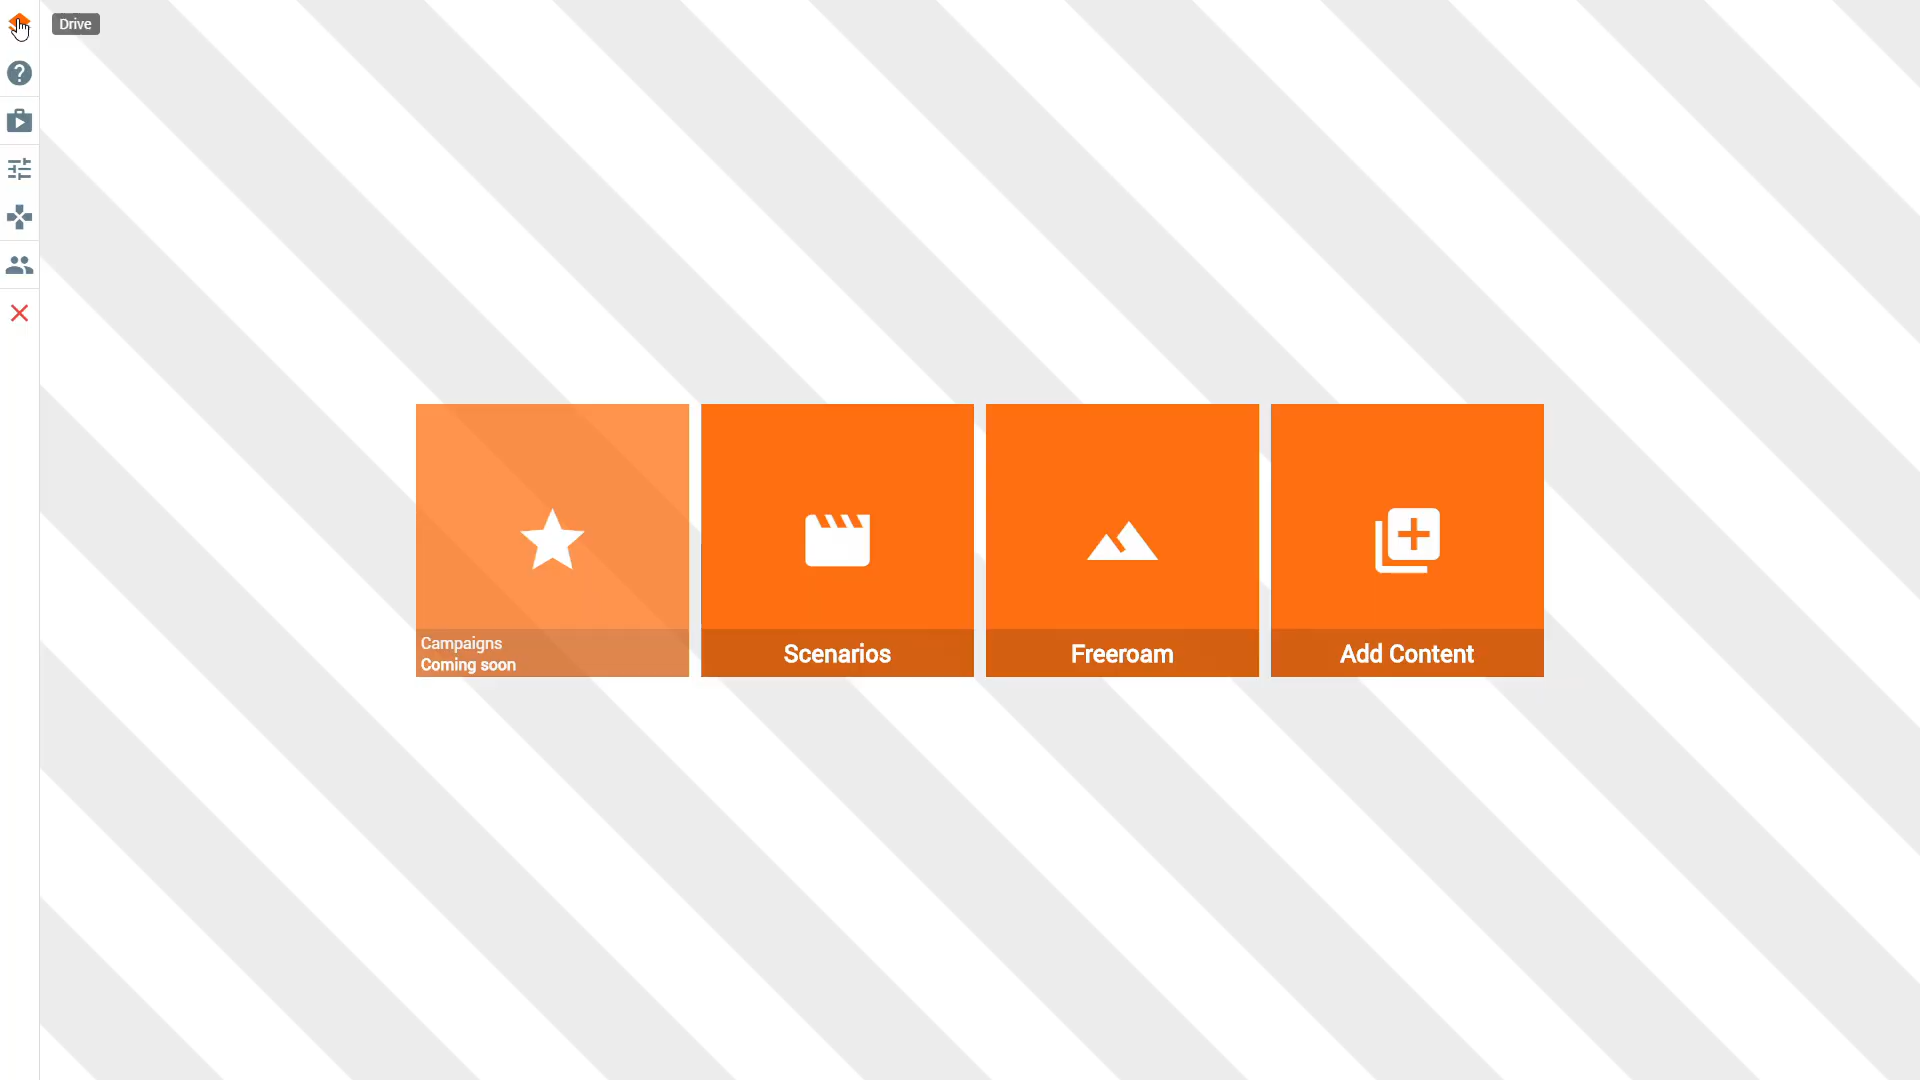 Drive
Campaigns
Coming soon
Scenarios
Freeroam
Add Content